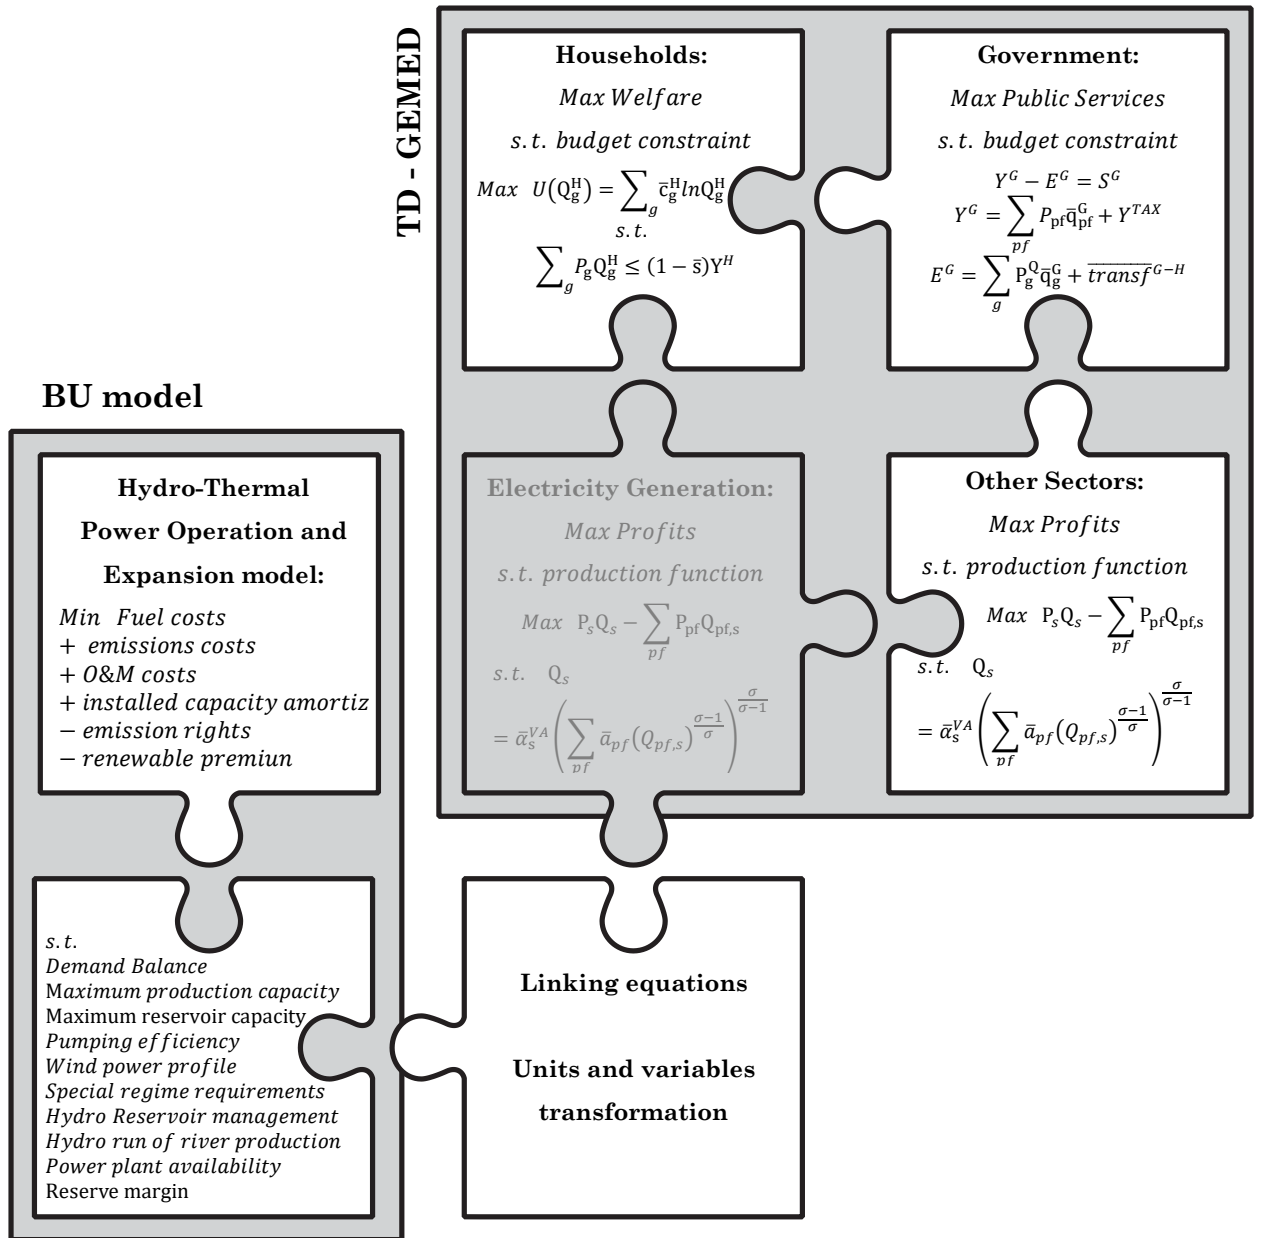 TD - GEMED
Households:
Max Welfare
s.t. budget constraint
Max U(Q_g^H) = ∑_g c̄_g^H lnQ_g^H
s.t.
∑_g P_g Q_g^H ≤ (1 − s̄)Y^H
Government:
Max Public Services
s.t. budget constraint
Y^G − E^G = S^G
Y^G = ∑_pf P_pf q̄_pf^G + Y^TAX
E^G = ∑_g P_g^Q q̄_g^G + \overline{transf}^{G−H}
BU model
Hydro-Thermal
Power Operation and
Expansion model:
Min Fuel costs
+ emissions costs
+ O&M costs
+ installed capacity amortiz
− emission rights
− renewable premiun
Electricity Generation:
Max Profits
s.t. production function
Max P_s Q_s − ∑_pf P_pf Q_pf,s
s.t. Q_s
= ᾱ_s^VA (∑_pf ā_pf (Q_pf,s)^{(σ−1)/σ})^{σ/(σ−1)}
Other Sectors:
Max Profits
s.t. production function
Max P_s Q_s − ∑_pf P_pf Q_pf,s
s.t. Q_s
= ᾱ_s^VA (∑_pf ā_pf (Q_pf,s)^{(σ−1)/σ})^{σ/(σ−1)}
s.t.
Demand Balance
Maximum production capacity
Maximum reservoir capacity
Pumping efficiency
Wind power profile
Special regime requirements
Hydro Reservoir management
Hydro run of river production
Power plant availability
Reserve margin
Linking equations
Units and variables
transformation